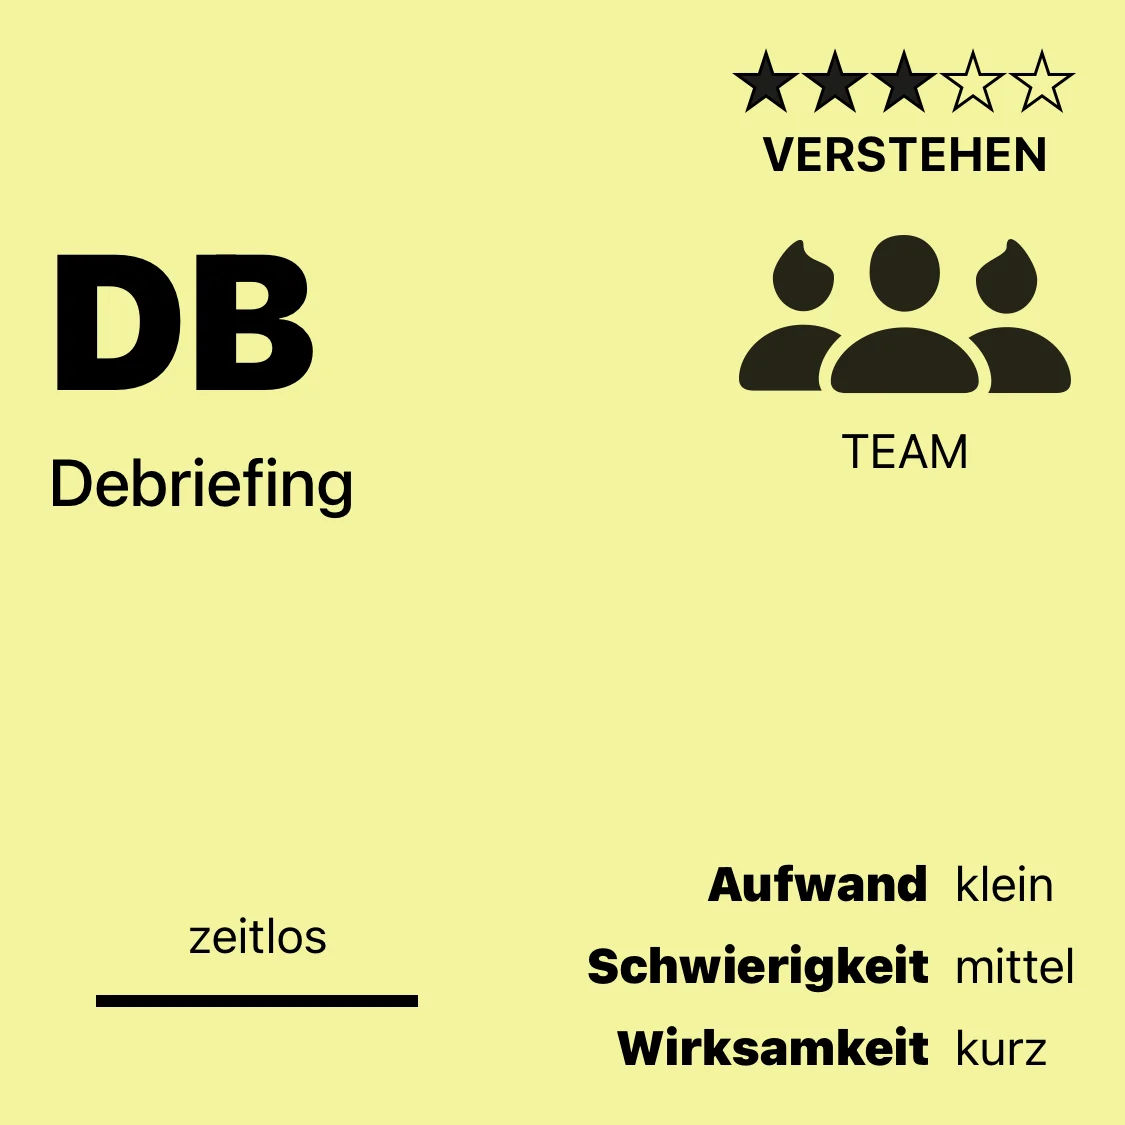 ★★★☆☆
VERSTEHEN
DB
TEAM
Debriefing
zeitlos
Aufwand klein
Schwierigkeit mittel
Wirksamkeit kurz